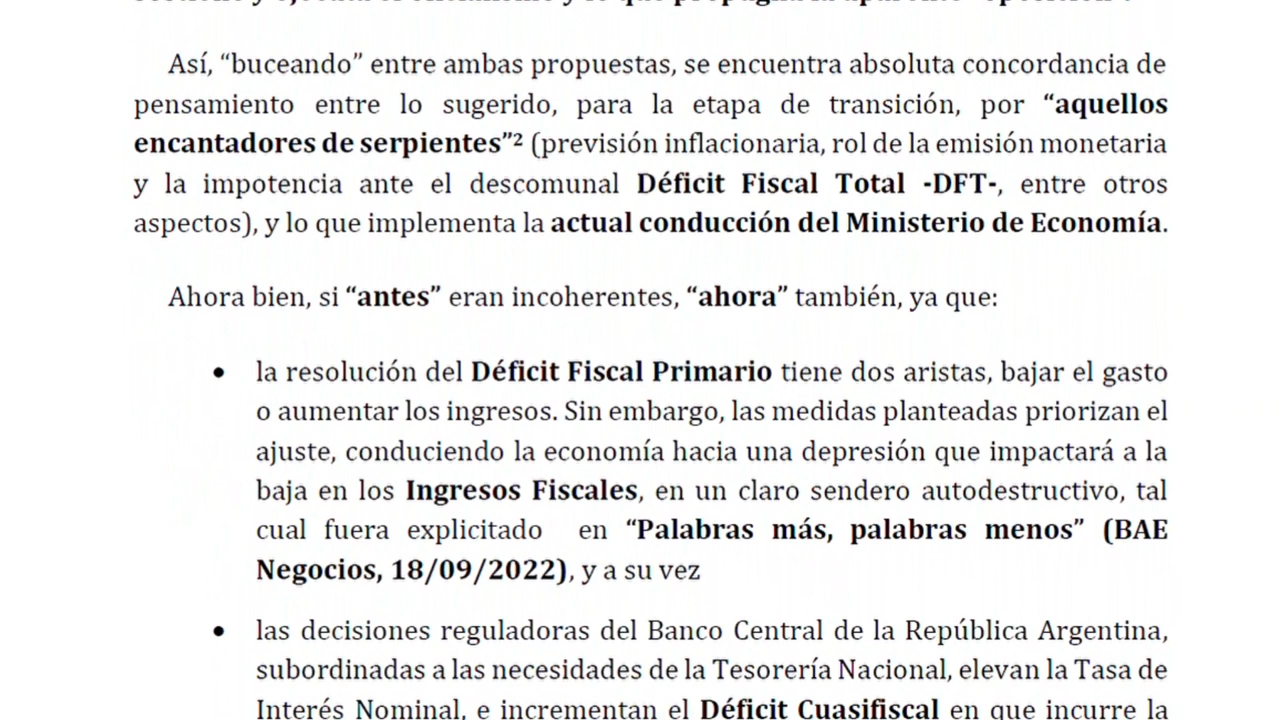 Así, “buceando” entre ambas propuestas, se encuentra absoluta concordancia de
pensamiento entre lo sugerido, para la etapa de transición, por “aquellos
encantadores de serpientes”² (previsión inflacionaria, rol de la emisión monetaria
y la impotencia ante el descomunal Déficit Fiscal Total -DFT-, entre otros
aspectos), y lo que implementa la actual conducción del Ministerio de Economía.
Ahora bien, si “antes” eran incoherentes, “ahora” también, ya que:
• la resolución del Déficit Fiscal Primario tiene dos aristas, bajar el gasto
o aumentar los ingresos. Sin embargo, las medidas planteadas priorizan el
ajuste, conduciendo la economía hacia una depresión que impactará a la
baja en los Ingresos Fiscales, en un claro sendero autodestructivo, tal
cual fuera explicitado en “Palabras más, palabras menos” (BAE
Negocios, 18/09/2022), y a su vez
• las decisiones reguladoras del Banco Central de la República Argentina,
subordinadas a las necesidades de la Tesorería Nacional, elevan la Tasa de
Interés Nominal, e incrementan el Déficit Cuasifiscal en que incurre la